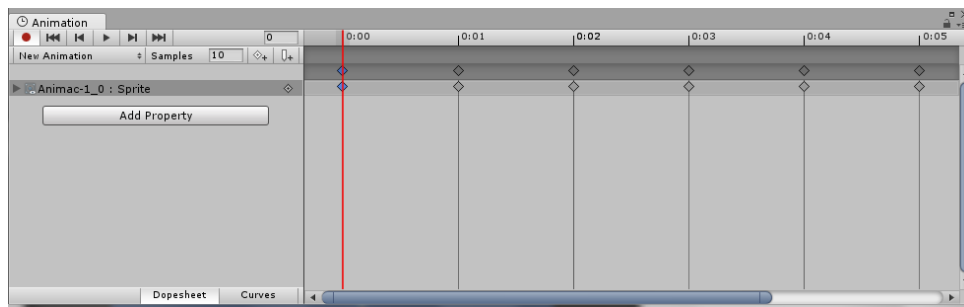 Animation
0
0:00 0:01 0:02 0:03 0:04 0:05
New Animation Samples 10
Animac-1_0 : Sprite
Add Property
Dopesheet Curves